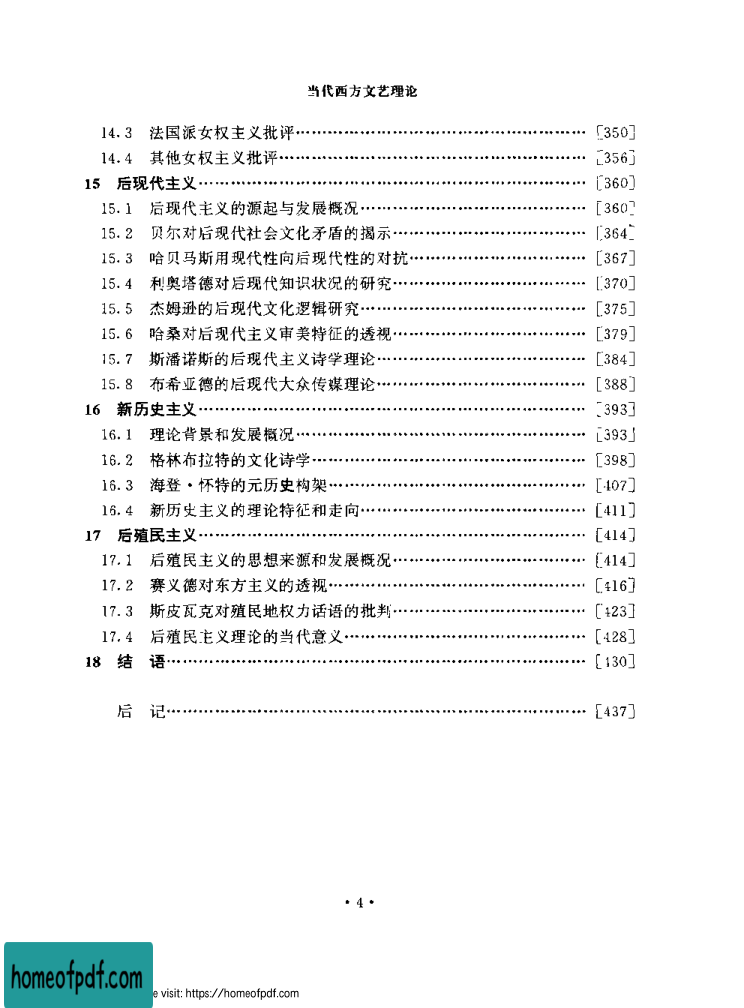 当代西方文艺理论
14.3 法国派女权主义批评…………………………………………… [350]
14.4 其他女权主义批评……………………………………………… [356]
15 后现代主义………………………………………………………… [360]
15.1 后现代主义的源起与发展概况………………………………… [360]
15.2 贝尔对后现代社会文化矛盾的揭示…………………………… [364]
15.3 哈贝马斯用现代性向后现代性的对抗………………………… [367]
15.4 利奥塔德对后现代知识状况的研究…………………………… [370]
15.5 杰姆逊的后现代文化逻辑研究………………………………… [375]
15.6 哈桑对后现代主义审美特征的透视…………………………… [379]
15.7 斯潘诺斯的后现代主义诗学理论……………………………… [384]
15.8 布希亚德的后现代大众传媒理论……………………………… [388]
16 新历史主义………………………………………………………… [393]
16.1 理论背景和发展概况…………………………………………… [393]
16.2 格林布拉特的文化诗学………………………………………… [398]
16.3 海登·怀特的元历史构架……………………………………… [407]
16.4 新历史主义的理论特征和走向………………………………… [411]
17 后殖民主义………………………………………………………… [414]
17.1 后殖民主义的思想来源和发展概况…………………………… [414]
17.2 赛义德对东方主义的透视……………………………………… [416]
17.3 斯皮瓦克对殖民地权力话语的批判…………………………… [423]
17.4 后殖民主义理论的当代意义…………………………………… [428]
18 结 语……………………………………………………………… [430]
后 记………………………………………………………………… [437]
· 4 ·
homeofpdf.com
e visit: https://homeofpdf.com